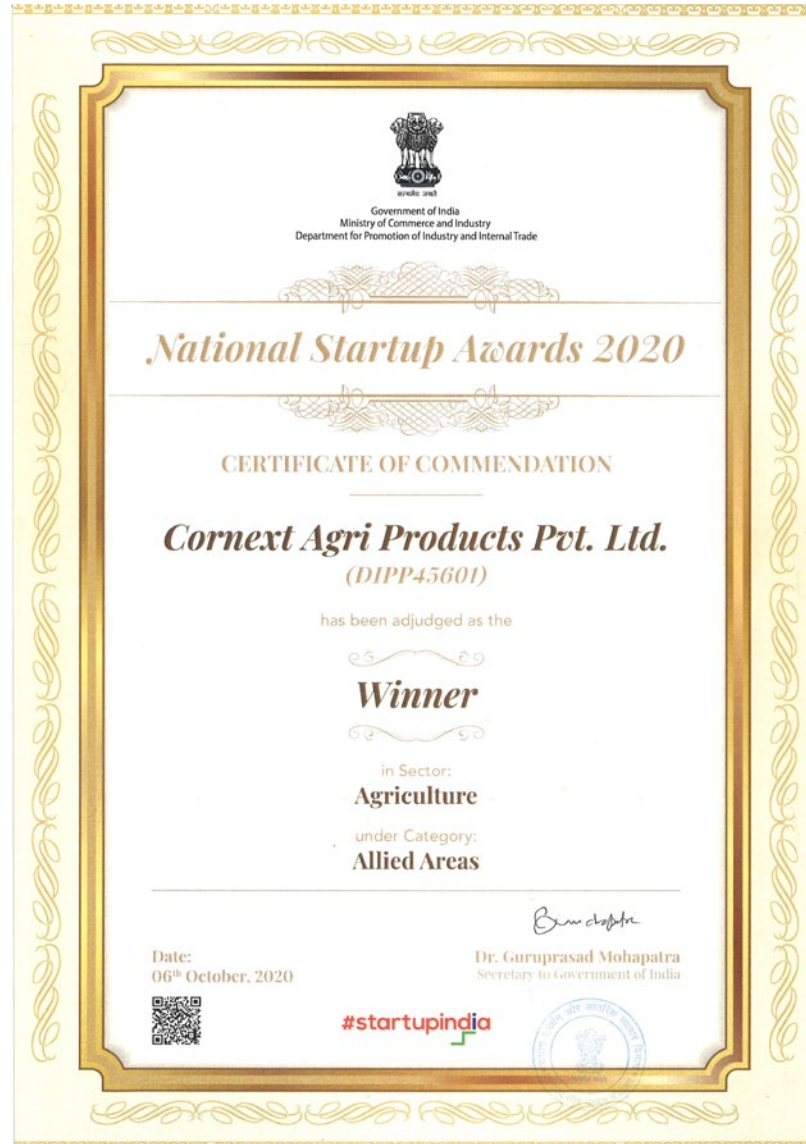 सत्यमेव जयते
Government of India
Ministry of Commerce and Industry
Department for Promotion of Industry and Internal Trade
National Startup Awards 2020
CERTIFICATE OF COMMENDATION
Cornext Agri Products Pvt. Ltd.
(DIPP45601)
has been adjudged as the
Winner
in Sector:
Agriculture
under Category:
Allied Areas
Date:
06th October, 2020
Dr. Guruprasad Mohapatra
Secretary to Government of India
#startupindia